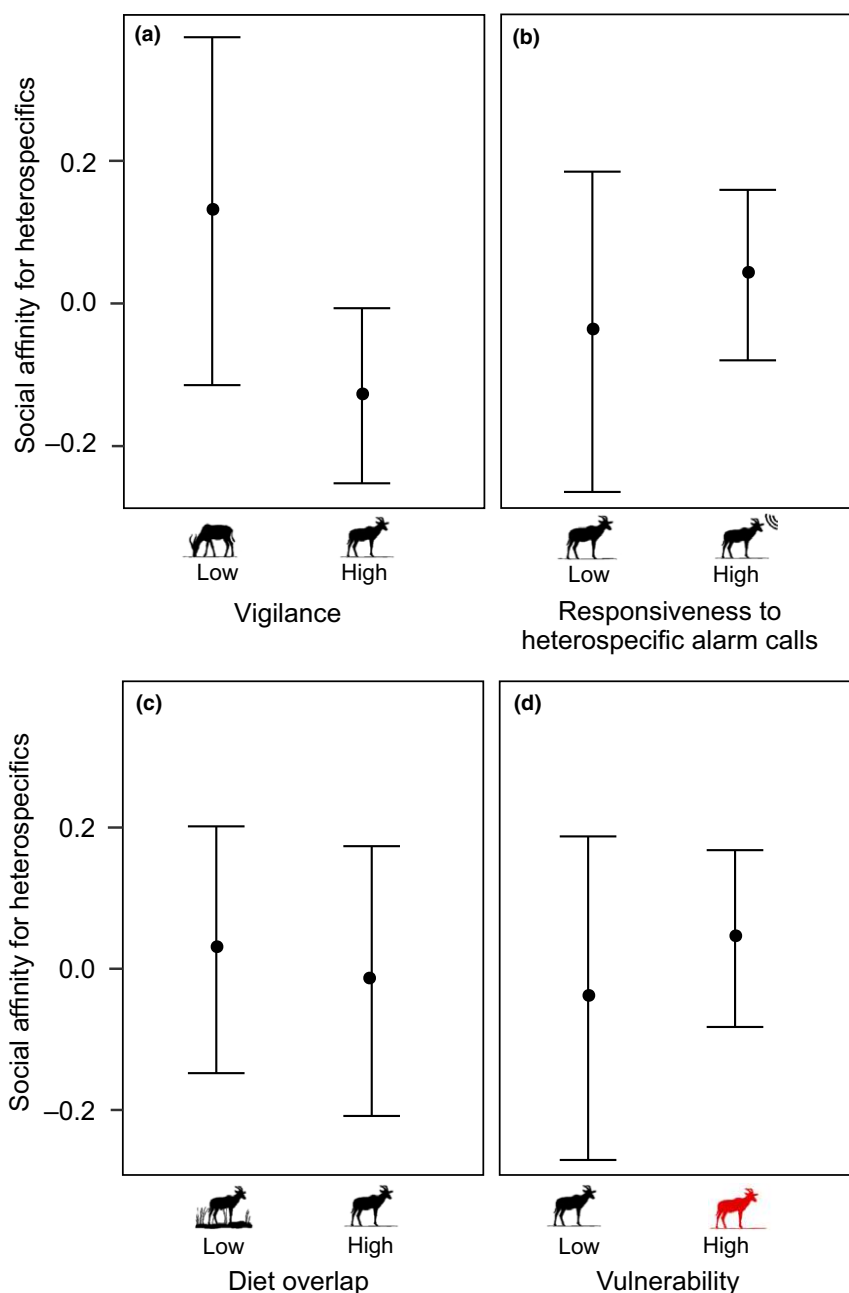 (a)
(b)
Social affinity for heterospecifics
0.2
0.0
–0.2
Low
High
Low
High
Vigilance
Responsiveness to
heterospecific alarm calls
(c)
(d)
Social affinity for heterospecifics
0.2
0.0
–0.2
Low
High
Low
High
Diet overlap
Vulnerability